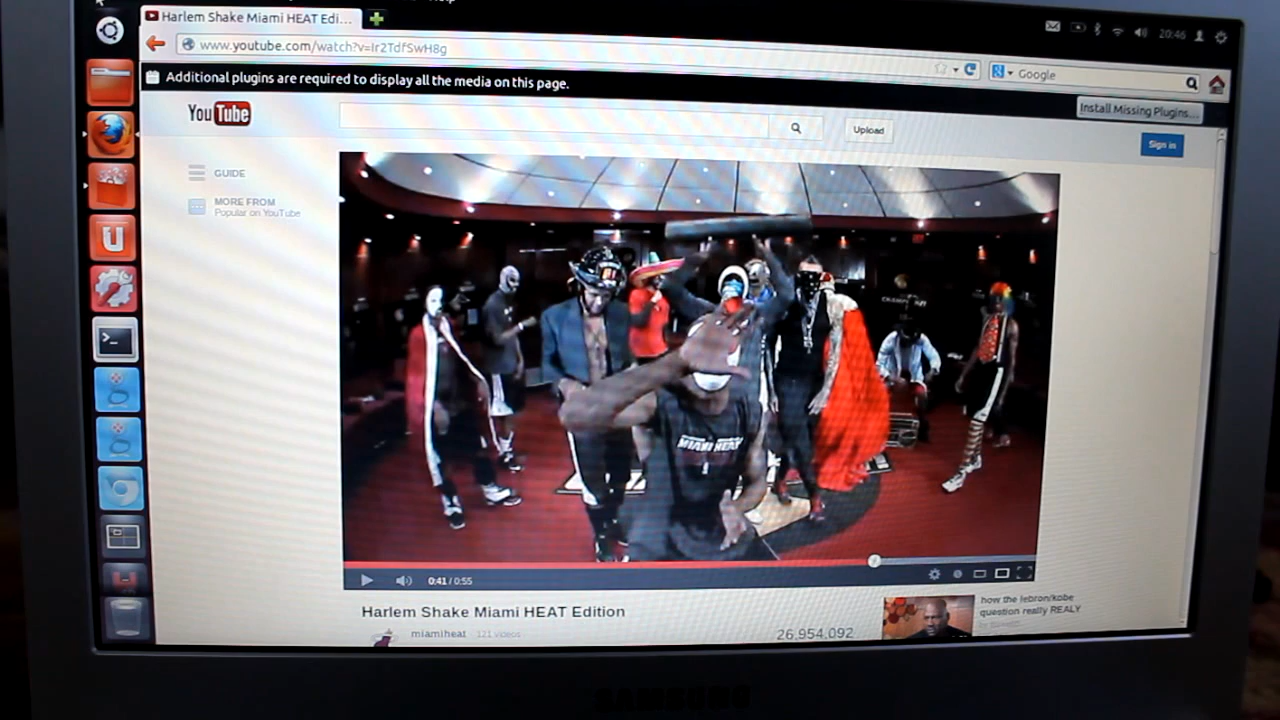 Harlem Shake Miami HEAT Edi...
20:46
www.youtube.com/watch?v=Ir2TdfSwH8g
Google
Additional plugins are required to display all the media on this page.
Install Missing Plugins...
YouTube
Upload
Sign in
GUIDE
MORE FROM
Popular on YouTube
MIAMI HEAT
0:41 / 0:55
Harlem Shake Miami HEAT Edition
miamiheat 121 videos
26,954,092
how the lebron/kobe
question really REALY
SAMSUNG